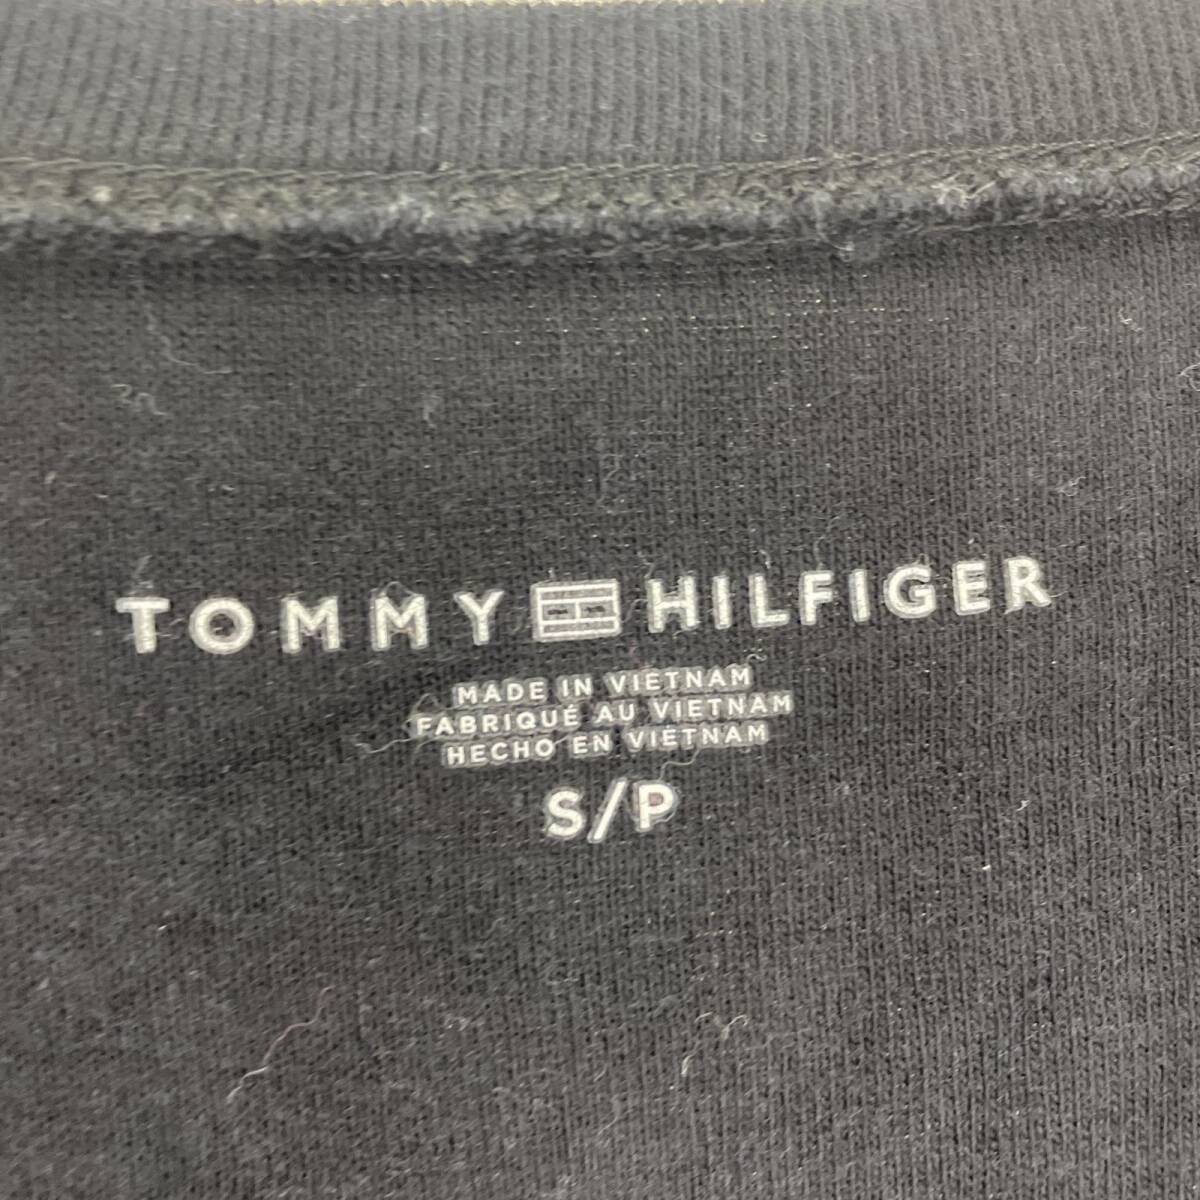 TOMMY HILFIGER
MADE IN VIETNAM
FABRIQUÉ AU VIETNAM
HECHO EN VIETNAM
S/P